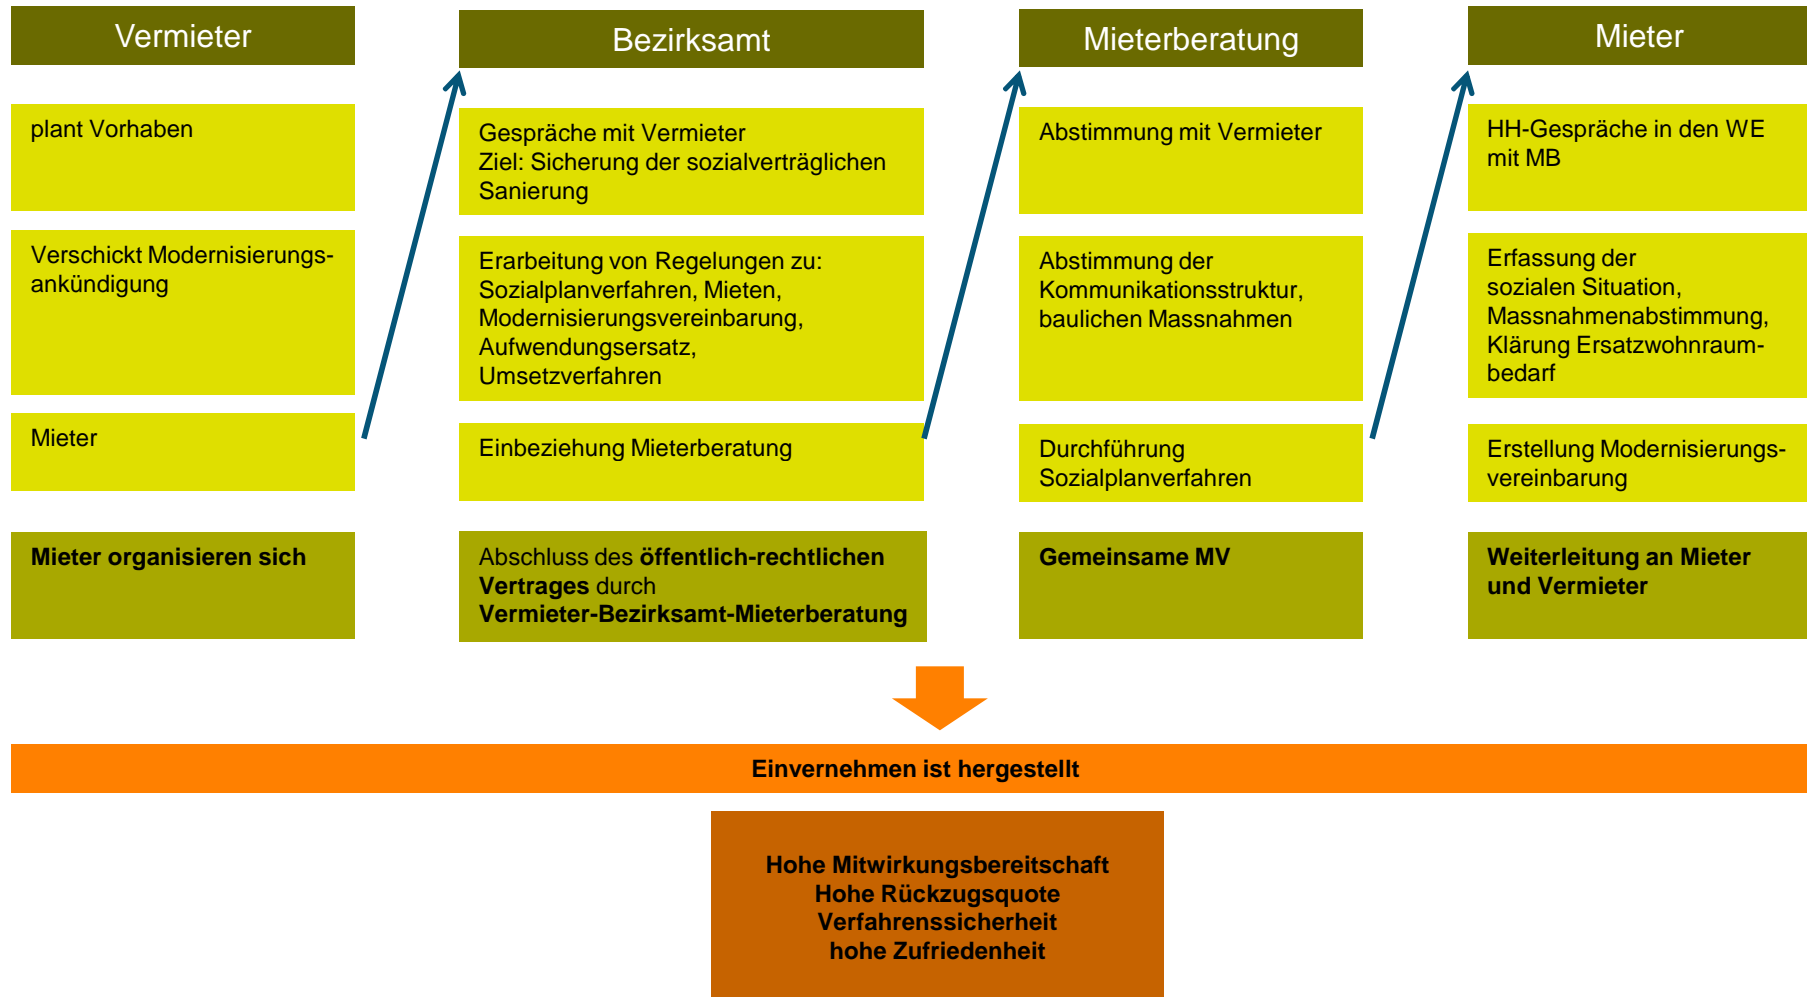 Vermieter
plant Vorhaben
Verschickt Modernisierungs-
ankündigung
Mieter
Mieter organisieren sich
Bezirksamt
Gespräche mit Vermieter
Ziel: Sicherung der sozialverträglichen
Sanierung
Erarbeitung von Regelungen zu:
Sozialplanverfahren, Mieten,
Modernisierungsvereinbarung,
Aufwendungsersatz,
Umsetzverfahren
Einbeziehung Mieterberatung
Abschluss des öffentlich-rechtlichen
Vertrages durch
Vermieter-Bezirksamt-Mieterberatung
Mieterberatung
Abstimmung mit Vermieter
Abstimmung der
Kommunikationsstruktur,
baulichen Massnahmen
Durchführung
Sozialplanverfahren
Gemeinsame MV
Mieter
HH-Gespräche in den WE
mit MB
Erfassung der
sozialen Situation,
Massnahmenabstimmung,
Klärung Ersatzwohnraum-
bedarf
Erstellung Modernisierungs-
vereinbarung
Weiterleitung an Mieter
und Vermieter
Einvernehmen ist hergestellt
Hohe Mitwirkungsbereitschaft
Hohe Rückzugsquote
Verfahrenssicherheit
hohe Zufriedenheit